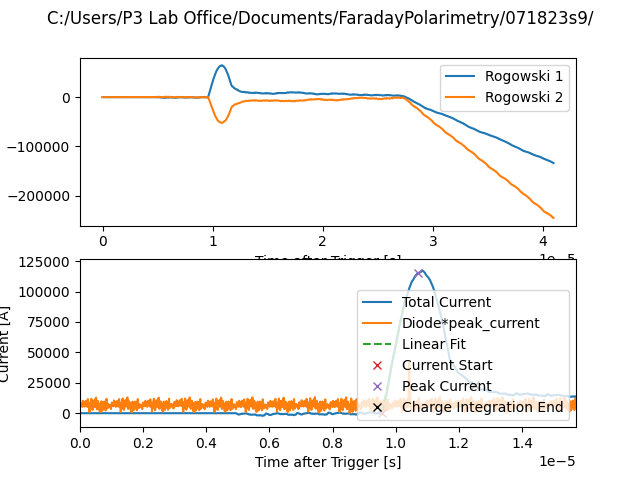 C:/Users/P3 Lab Office/Documents/FaradayPolarimetry/071823s9/
Rogowski 1
Rogowski 2
0
−100000
−200000
0 1 2 3 4
Time after Trigger [s]
1e−5
125000
100000
75000
50000
25000
0
Current [A]
Total Current
Diode*peak_current
Linear Fit
Current Start
Peak Current
Charge Integration End
0.0 0.2 0.4 0.6 0.8 1.0 1.2 1.4
Time after Trigger [s]
1e−5